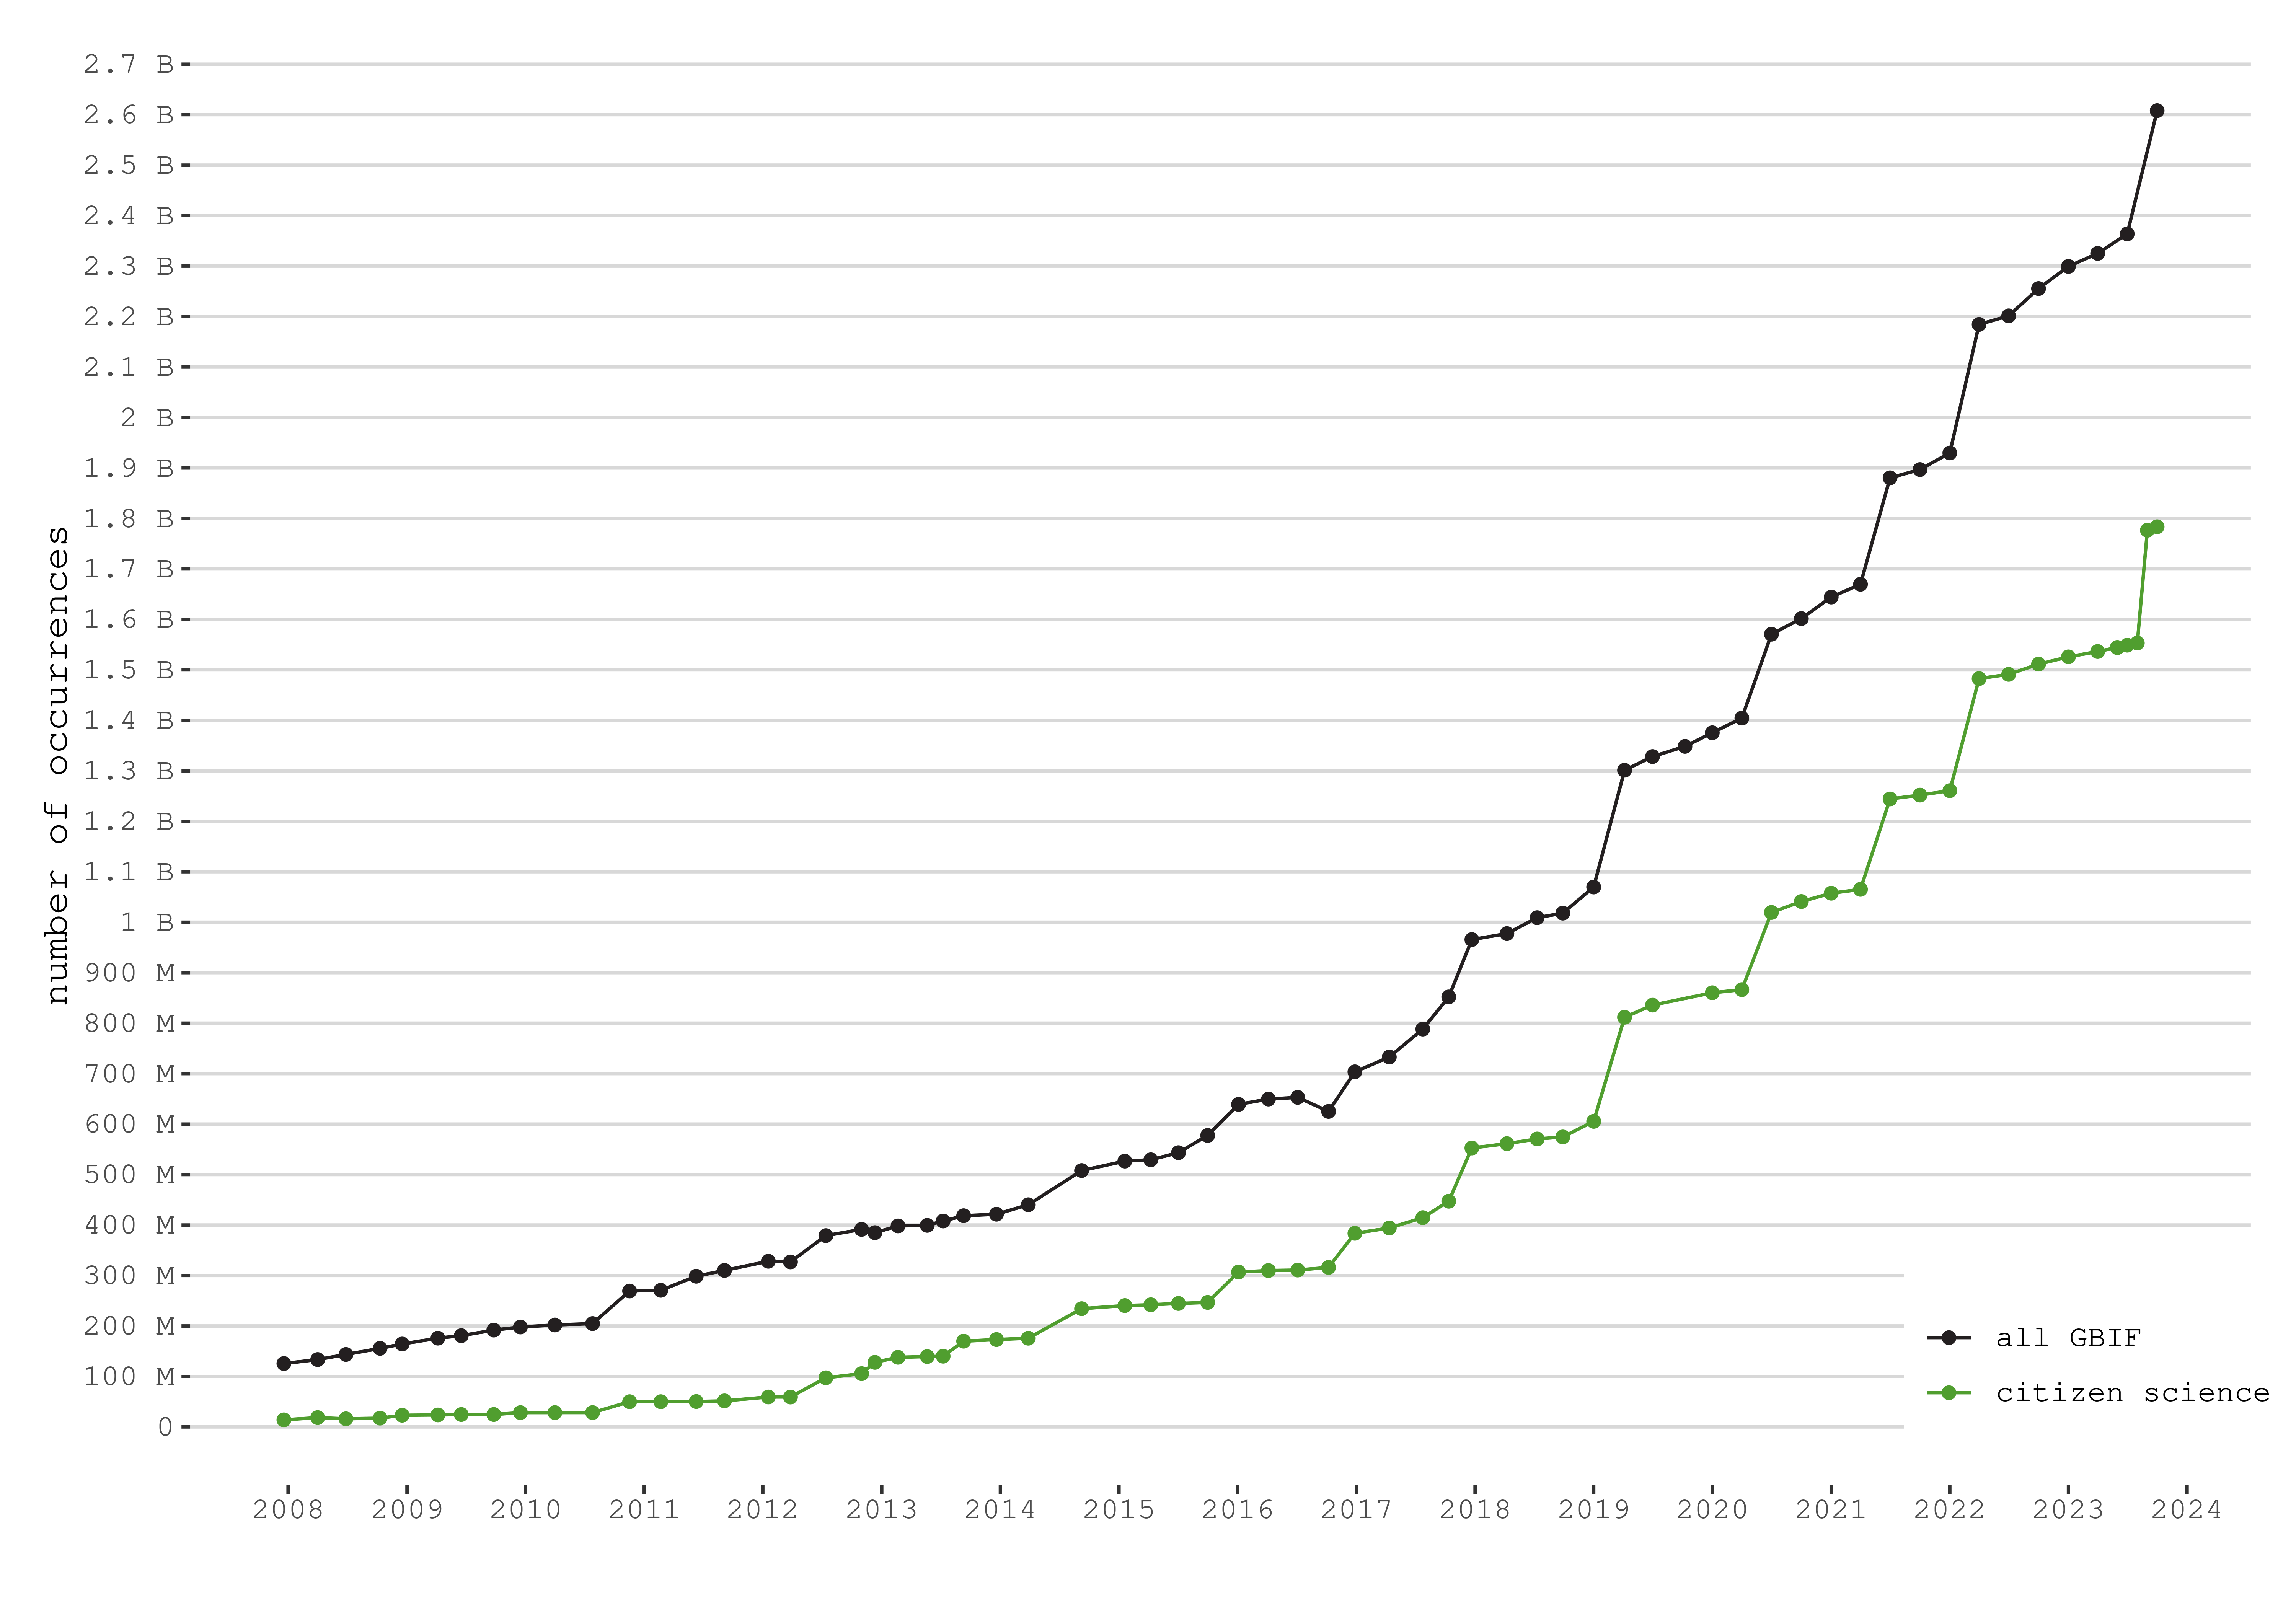 2.7 B
2.6 B
2.5 B
2.4 B
2.3 B
2.2 B
2.1 B
2 B
1.9 B
1.8 B
1.7 B
1.6 B
1.5 B
1.4 B
1.3 B
1.2 B
1.1 B
1 B
900 M
800 M
700 M
600 M
500 M
400 M
300 M
200 M
100 M
0
number of occurrences
all GBIF
citizen science
2008 2009 2010 2011 2012 2013 2014 2015 2016 2017 2018 2019 2020 2021 2022 2023 2024